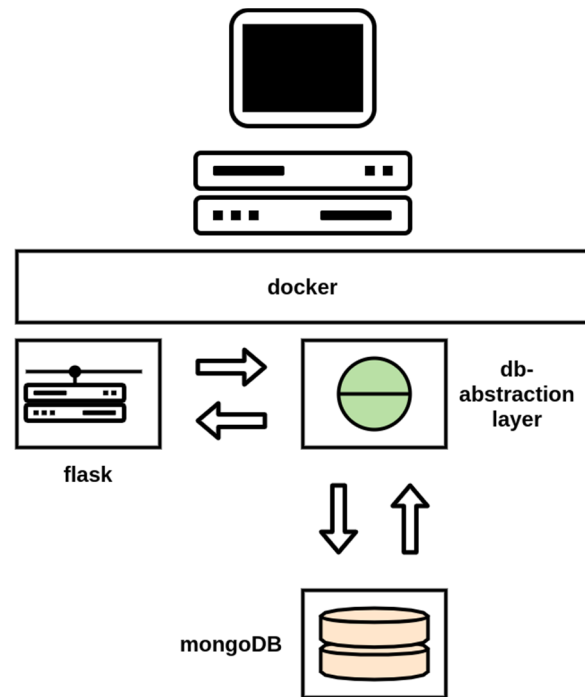 docker
db-
abstraction
layer
flask
mongoDB